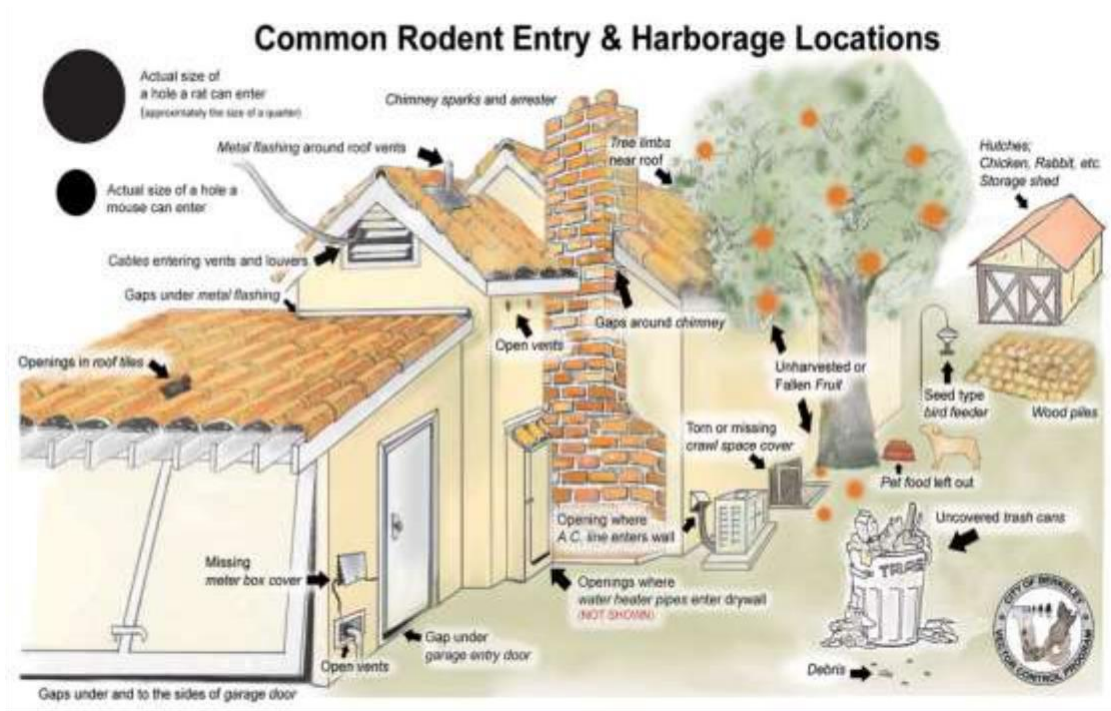 Common Rodent Entry & Harborage Locations
Actual size of
a hole a rat can enter
(approximately the size of a quarter)
Chimney sparks and arrester
Metal flashing around roof vents
Tree limbs
near roof
Hutches;
Chicken, Rabbit, etc.
Storage shed
Actual size of a hole a
mouse can enter
Cables entering vents and louvers
Gaps under metal flashing
Open vents
Gaps around chimney
Openings in roof tiles
Unharvested or
Fallen Fruit
Seed type
bird feeder
Wood piles
Torn or missing
crawl space cover
Pet food left out
Opening where
A.C. line enters wall
Uncovered trash cans
TRASH
Missing
meter box cover
Openings where
water heater pipes enter drywall
(NOT SHOWN)
Gap under
garage entry door
Open vents
Debris
Gaps under and to the sides of garage door
CITY OF BERKELEY
VECTOR CONTROL PROGRAM